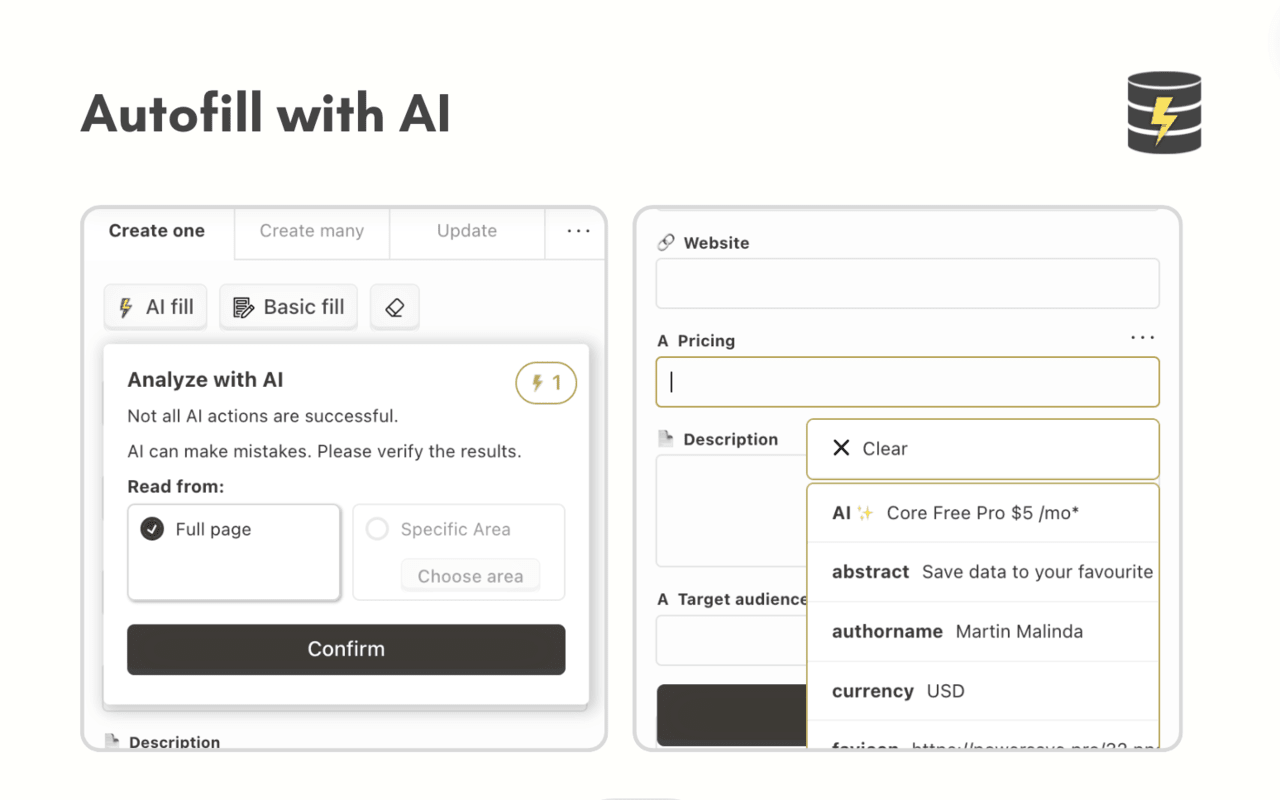 Autofill with AI
Create one
Create many
Update
...
AI fill
Basic fill
Analyze with AI
1
Not all AI actions are successful.
AI can make mistakes. Please verify the results.
Read from:
Full page
Specific Area
Choose area
Confirm
Description
Website
A Pricing
...
Description
Clear
AI ✨ Core Free Pro $5 /mo*
abstract Save data to your favourite
A Target audience
authorname Martin Malinda
currency USD
favicon